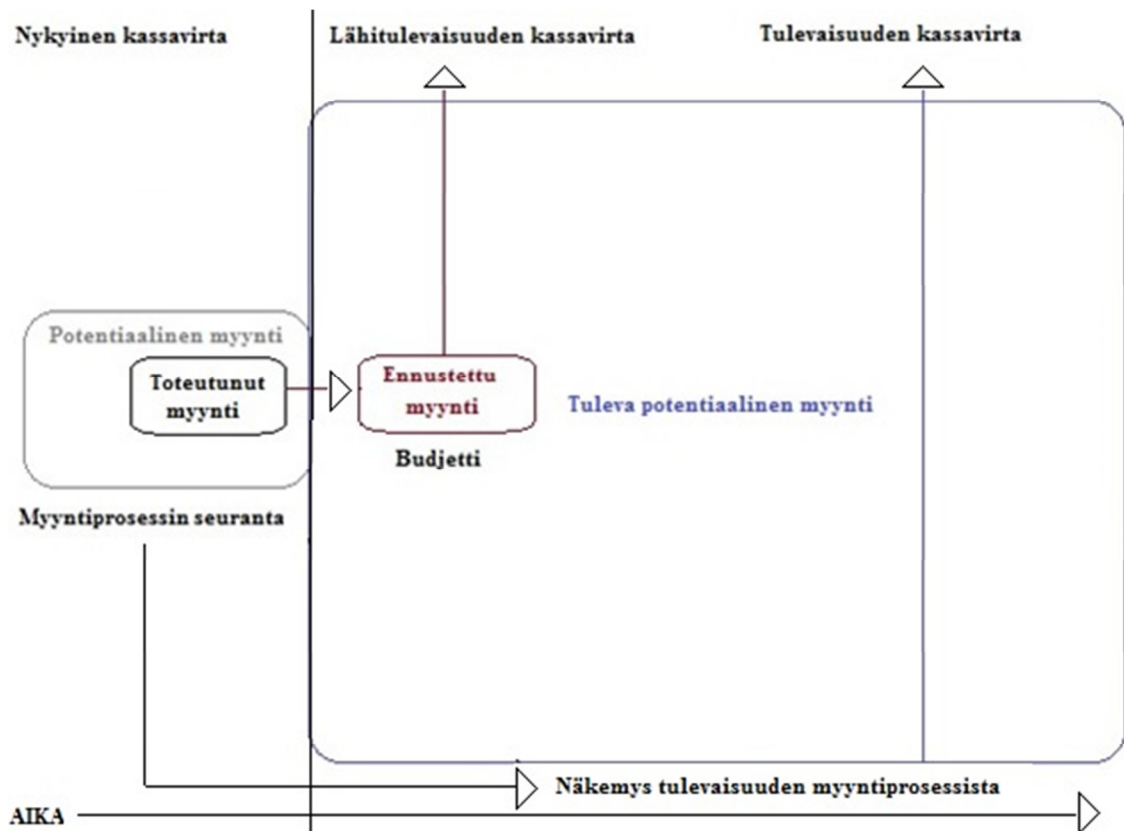 Nykyinen kassavirta
Lähitulevaisuuden kassavirta
Tulevaisuuden kassavirta
Potentiaalinen myynti
Toteutunut
myynti
Ennustettu
myynti
Budjetti
Tuleva potentiaalinen myynti
Myyntiprosessin seuranta
Näkemys tulevaisuuden myyntiprosessista
AIKA